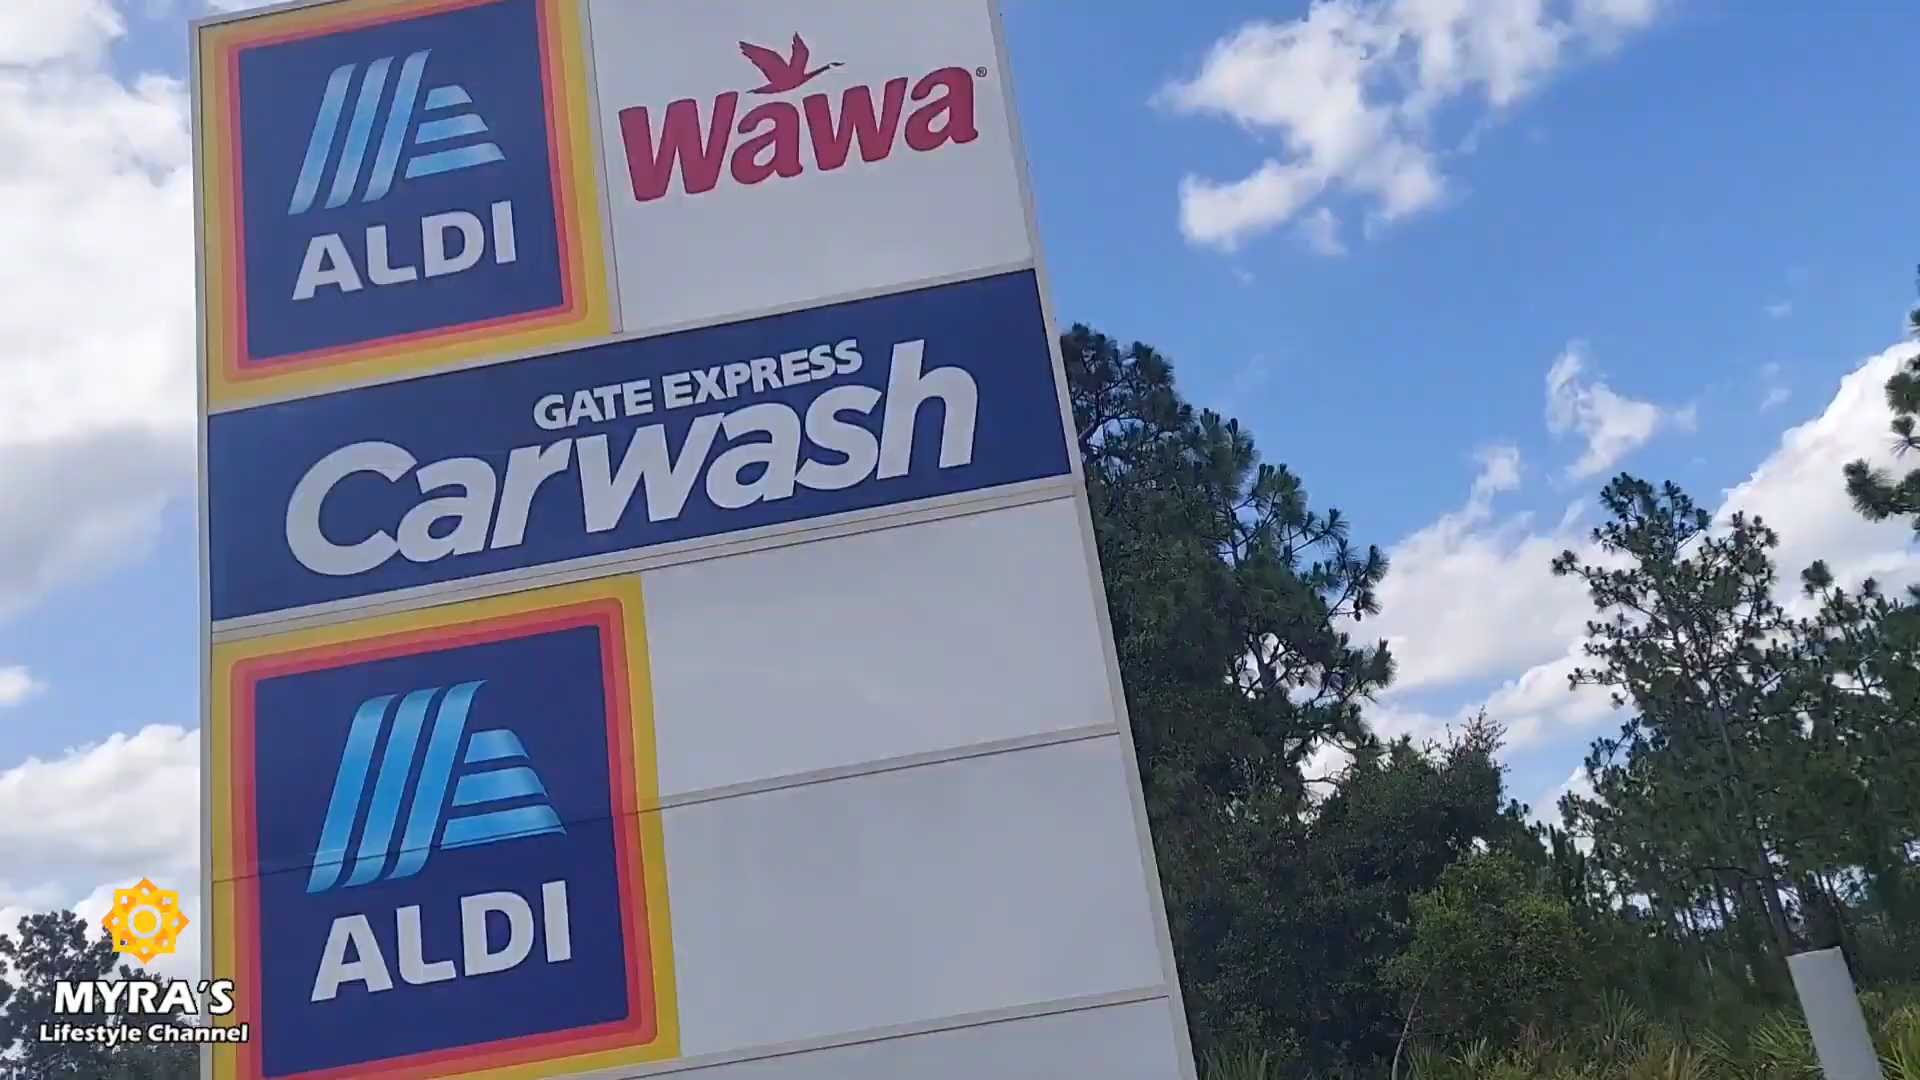 ALDI
Wawa®
GATE EXPRESS
Carwash
ALDI
MYRA'S
Lifestyle Channel